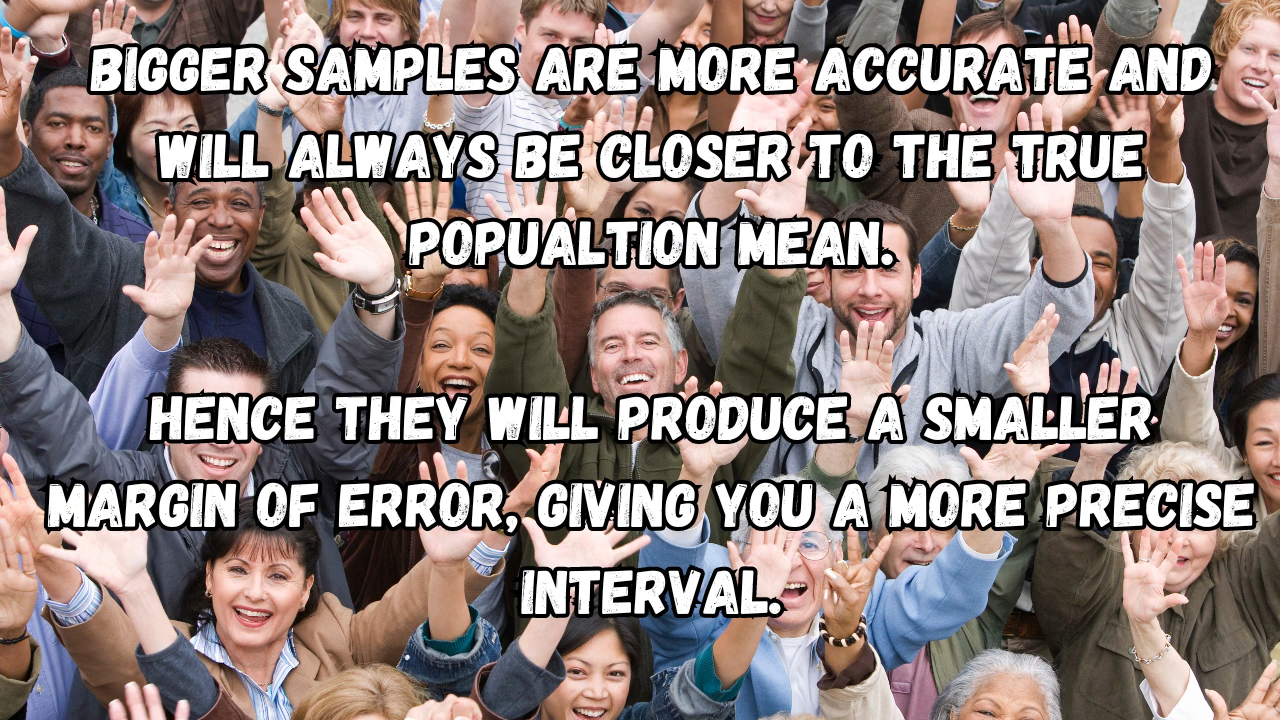 BIGGER SAMPLES ARE MORE ACCURATE AND
WILL ALWAYS BE CLOSER TO THE TRUE
POPUALTION MEAN.
HENCE THEY WILL PRODUCE A SMALLER
MARGIN OF ERROR, GIVING YOU A MORE PRECISE
INTERVAL.